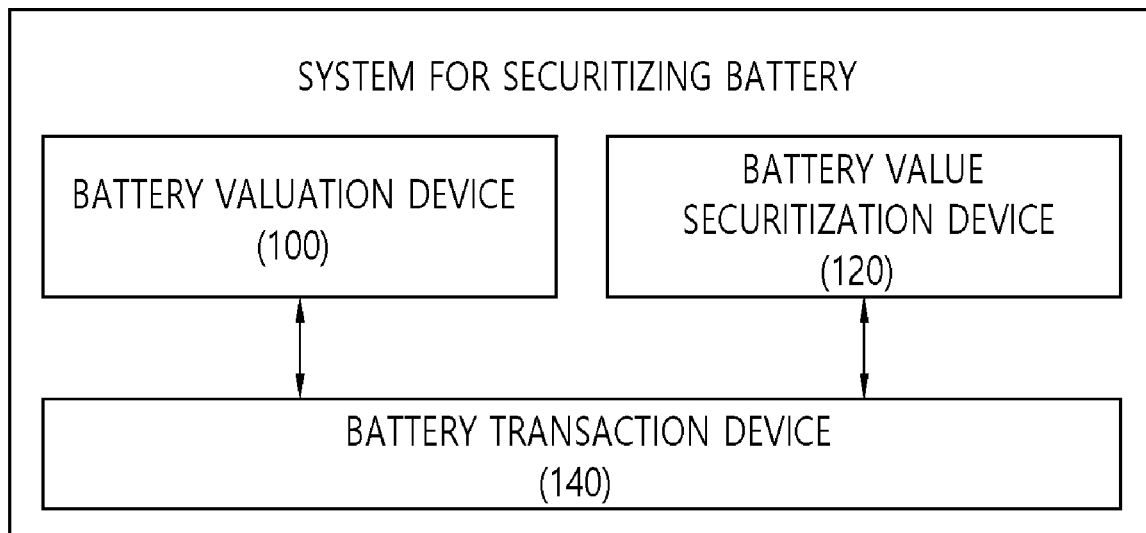 SYSTEM FOR SECURITIZING BATTERY
BATTERY VALUATION DEVICE
(100)
BATTERY VALUE
SECURITIZATION DEVICE
(120)
BATTERY TRANSACTION DEVICE
(140)